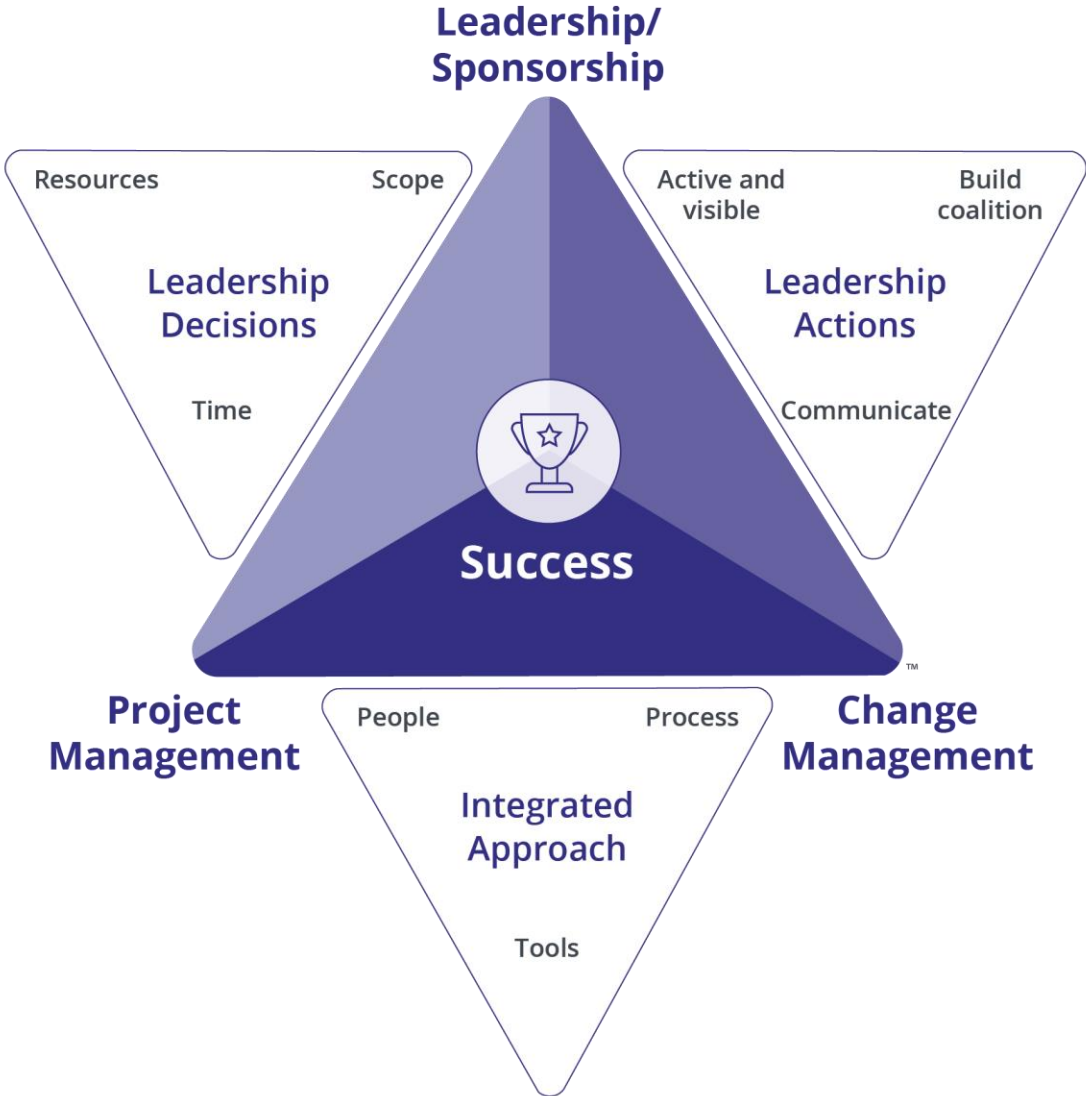 Leadership/
Sponsorship
Resources
Scope
Leadership
Decisions
Time
Active and
visible
Build
coalition
Leadership
Actions
Communicate
Success
™
Project
Management
Change
Management
People
Process
Integrated
Approach
Tools